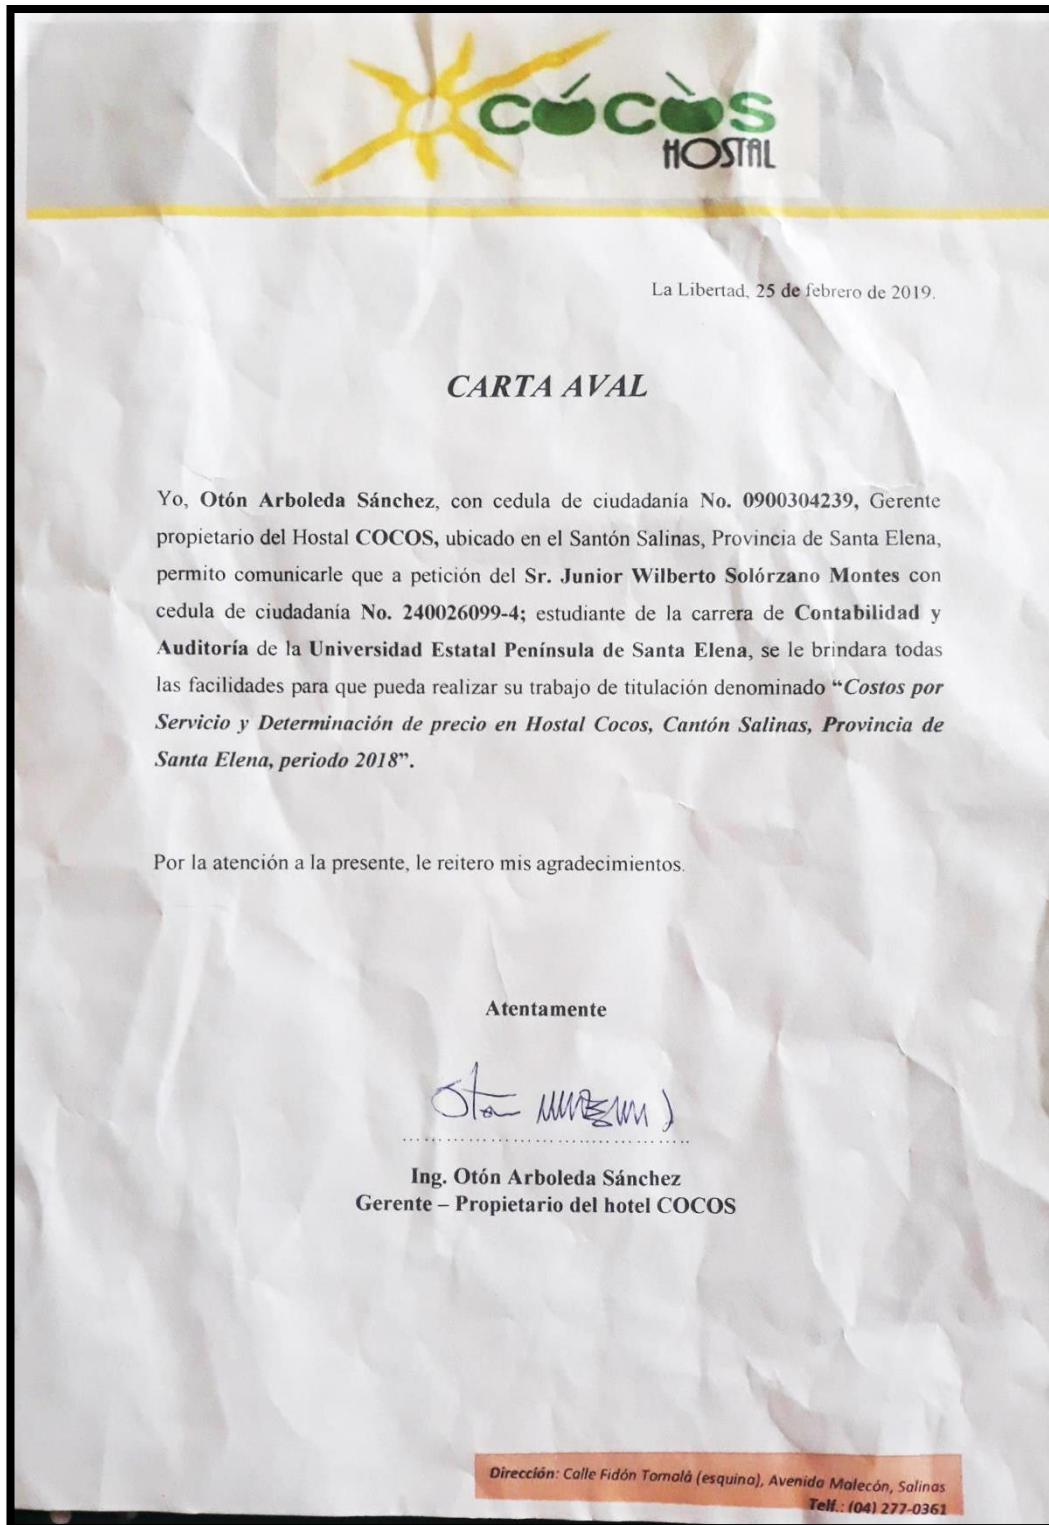 CÓCÒS
HOSTAL
La Libertad, 25 de febrero de 2019.
CARTA AVAL
Yo, Otón Arboleda Sánchez, con cedula de ciudadanía No. 0900304239, Gerente
propietario del Hostal COCOS, ubicado en el Santón Salinas, Provincia de Santa Elena,
permito comunicarle que a petición del Sr. Junior Wilberto Solórzano Montes con
cedula de ciudadanía No. 240026099-4; estudiante de la carrera de Contabilidad y
Auditoría de la Universidad Estatal Península de Santa Elena, se le brindara todas
las facilidades para que pueda realizar su trabajo de titulación denominado “Costos por
Servicio y Determinación de precio en Hostal Cocos, Cantón Salinas, Provincia de
Santa Elena, periodo 2018”.
Por la atención a la presente, le reitero mis agradecimientos.
Atentamente
Ing. Otón Arboleda Sánchez
Gerente – Propietario del hotel COCOS
Dirección: Calle Fidón Tomalá (esquina), Avenida Malecón, Salinas
Telf.: (04) 277-0361